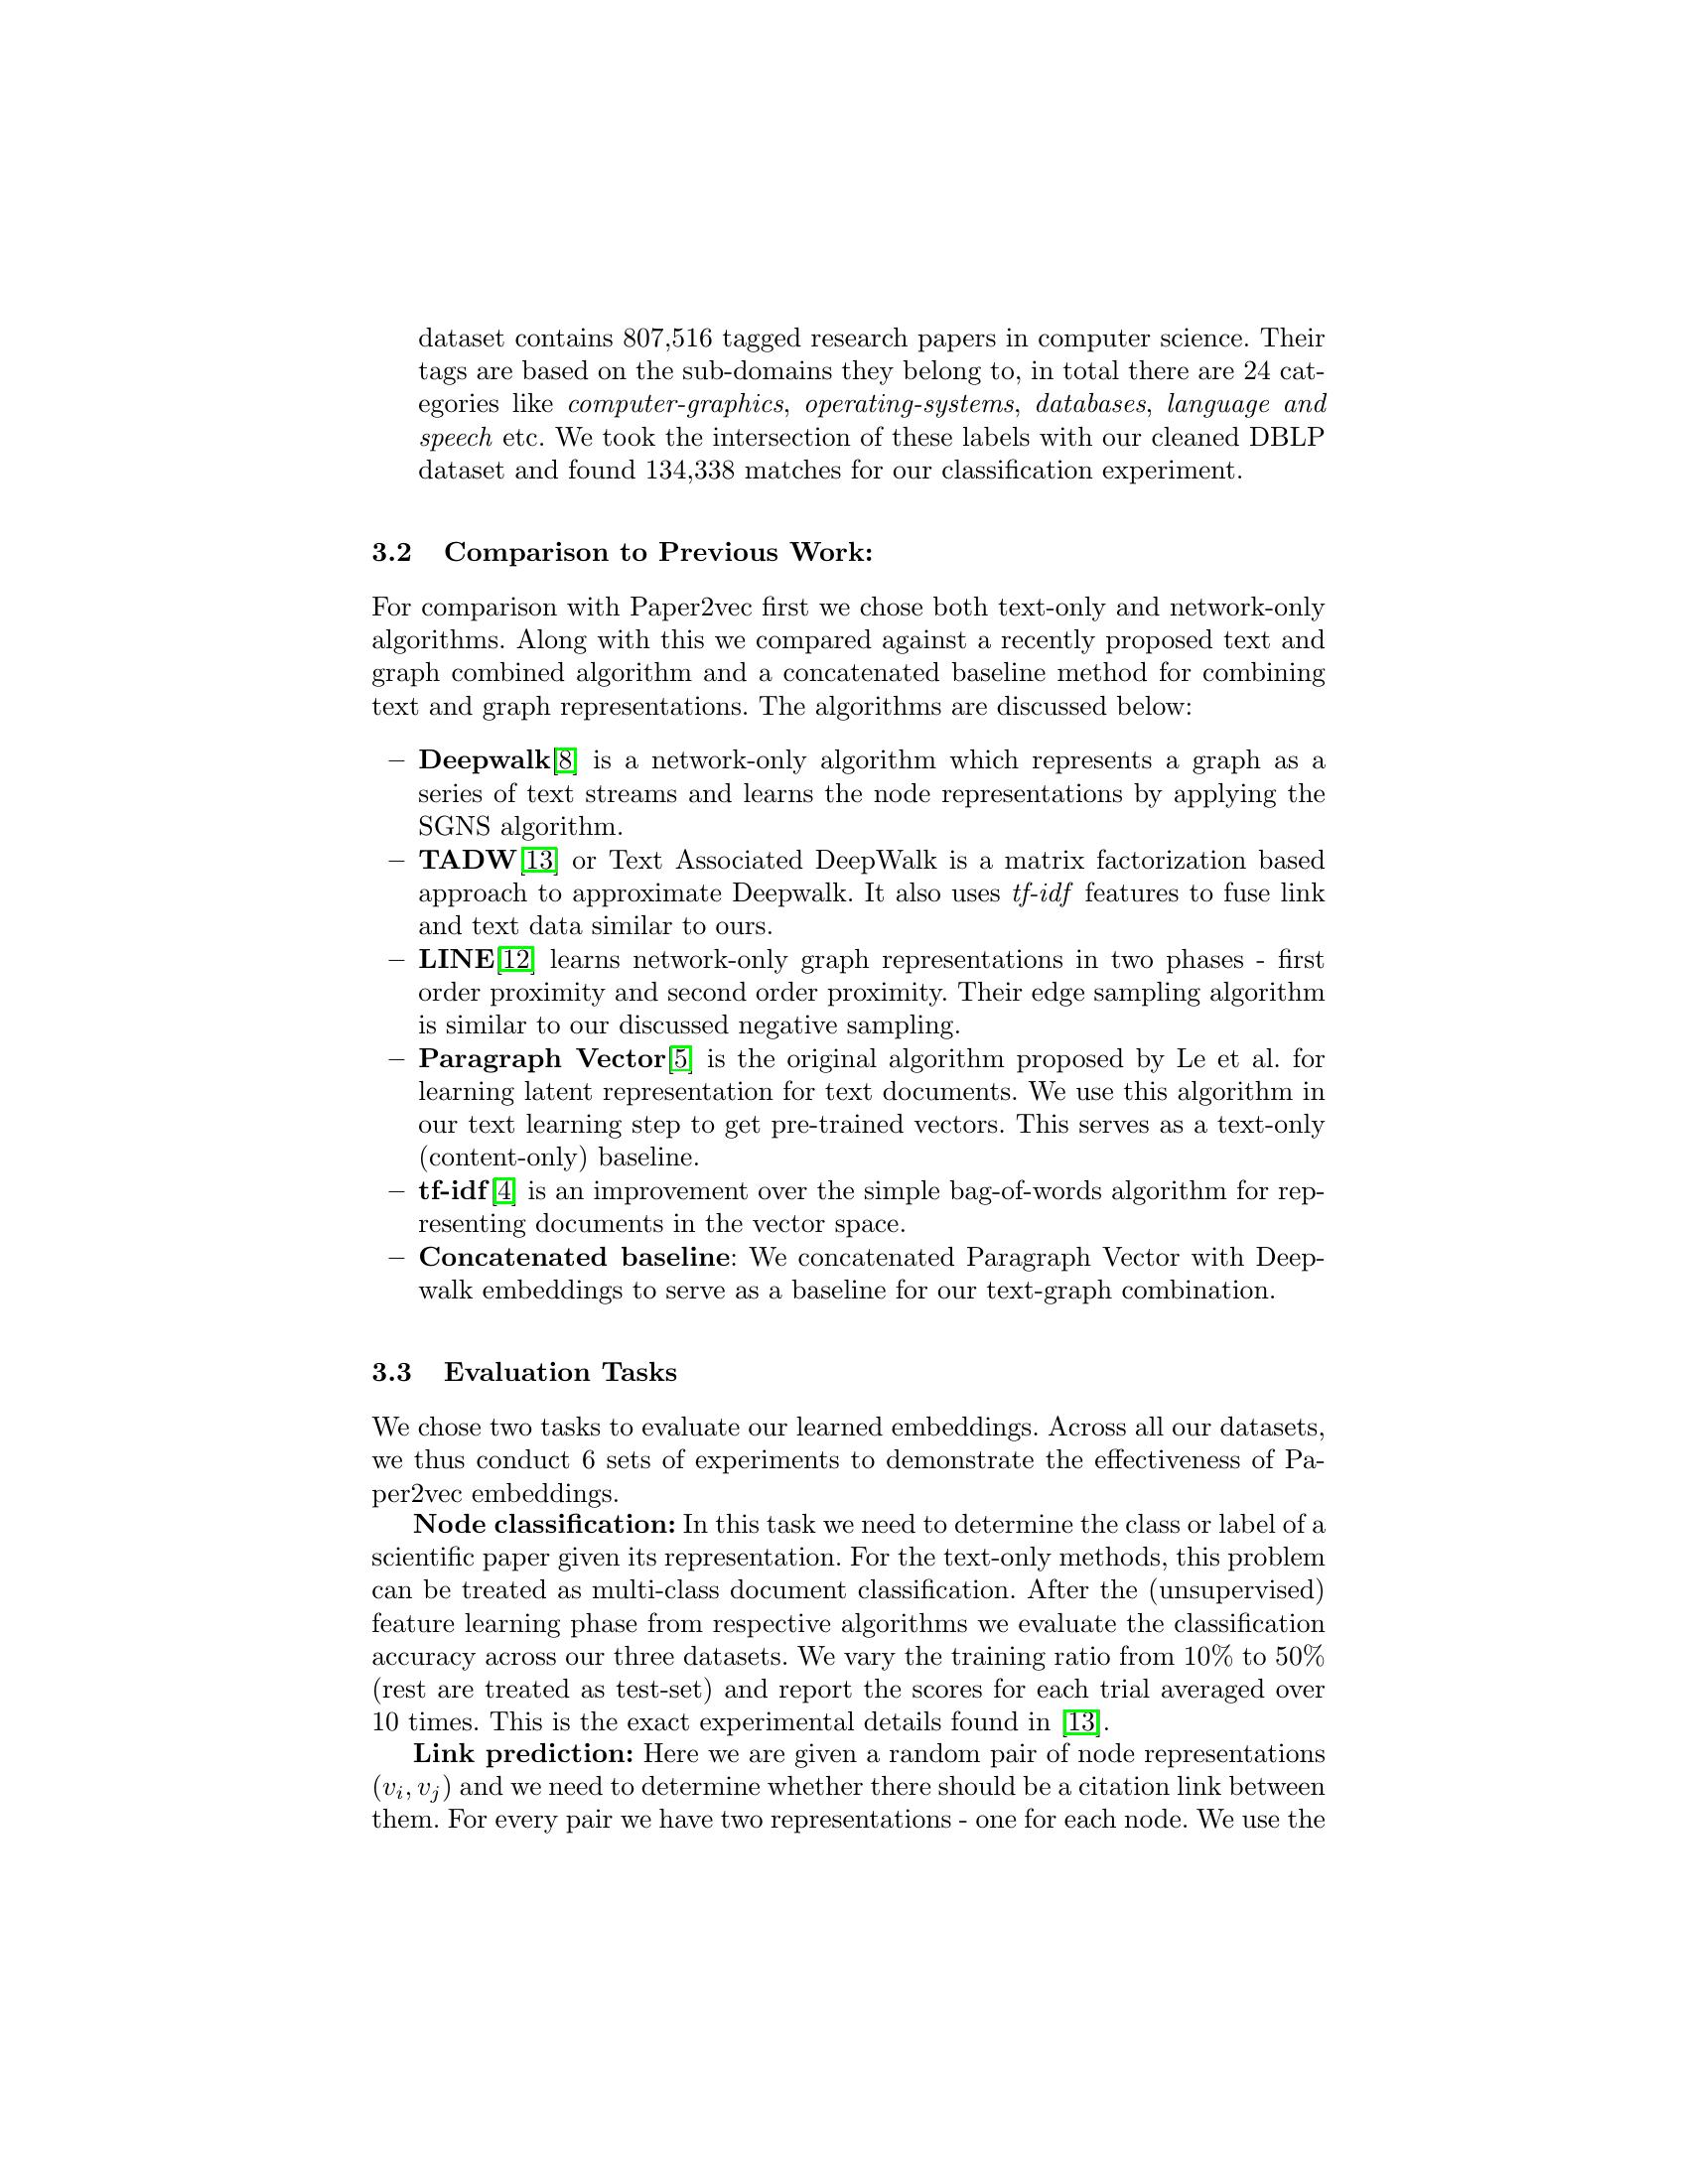 dataset contains 807,516 tagged research papers in computer science. Their
tags are based on the sub-domains they belong to, in total there are 24 cat-
egories like computer-graphics, operating-systems, databases, language and
speech etc. We took the intersection of these labels with our cleaned DBLP
dataset and found 134,338 matches for our classification experiment.
3.2 Comparison to Previous Work:
For comparison with Paper2vec first we chose both text-only and network-only
algorithms. Along with this we compared against a recently proposed text and
graph combined algorithm and a concatenated baseline method for combining
text and graph representations. The algorithms are discussed below:
– Deepwalk[8] is a network-only algorithm which represents a graph as a
series of text streams and learns the node representations by applying the
SGNS algorithm.
– TADW[13] or Text Associated DeepWalk is a matrix factorization based
approach to approximate Deepwalk. It also uses tf-idf features to fuse link
and text data similar to ours.
– LINE[12] learns network-only graph representations in two phases - first
order proximity and second order proximity. Their edge sampling algorithm
is similar to our discussed negative sampling.
– Paragraph Vector[5] is the original algorithm proposed by Le et al. for
learning latent representation for text documents. We use this algorithm in
our text learning step to get pre-trained vectors. This serves as a text-only
(content-only) baseline.
– tf-idf[4] is an improvement over the simple bag-of-words algorithm for rep-
resenting documents in the vector space.
– Concatenated baseline: We concatenated Paragraph Vector with Deep-
walk embeddings to serve as a baseline for our text-graph combination.
3.3 Evaluation Tasks
We chose two tasks to evaluate our learned embeddings. Across all our datasets,
we thus conduct 6 sets of experiments to demonstrate the effectiveness of Pa-
per2vec embeddings.
Node classification: In this task we need to determine the class or label of a
scientific paper given its representation. For the text-only methods, this problem
can be treated as multi-class document classification. After the (unsupervised)
feature learning phase from respective algorithms we evaluate the classification
accuracy across our three datasets. We vary the training ratio from 10% to 50%
(rest are treated as test-set) and report the scores for each trial averaged over
10 times. This is the exact experimental details found in [13].
Link prediction: Here we are given a random pair of node representations
(vi, vj) and we need to determine whether there should be a citation link between
them. For every pair we have two representations - one for each node. We use the